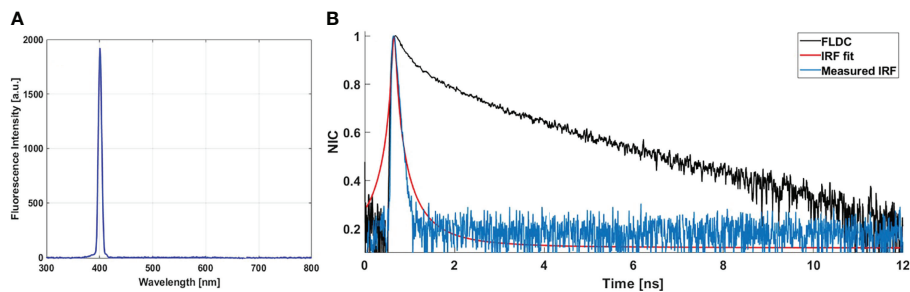 A
2000
1500
1000
500
0
Fluorescence Intensity [a.u.]
300 400 500 600 700 800
Wavelength [nm]
B
1
0.8
0.6
0.4
0.2
NIC
FLDC
IRF fit
Measured IRF
0 2 4 6 8 10 12
Time [ns]